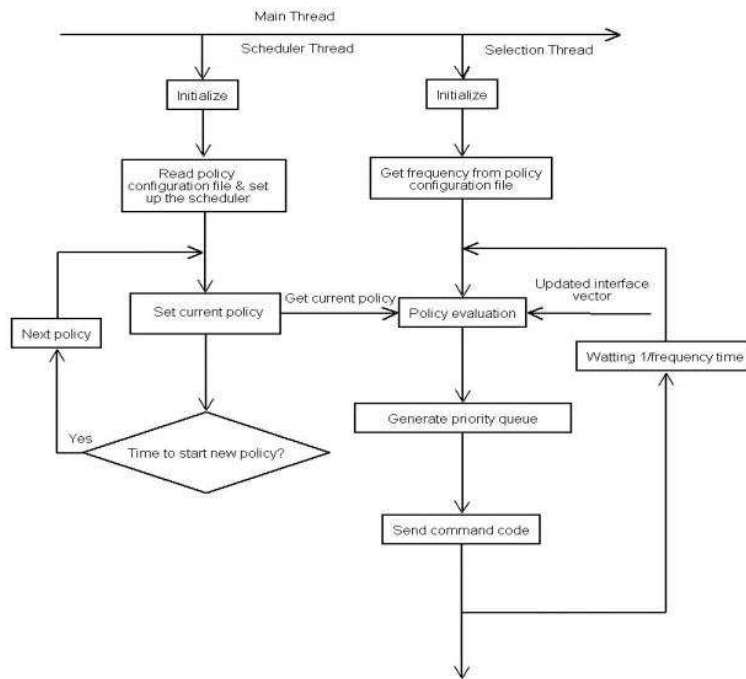 Main Thread
Scheduler Thread
Selection Thread
Initialize
Initialize
Read policy
configuration file & set
up the scheduler
Get frequency from policy
configuration file
Updated interface
vector
Get current policy
Set current policy
Policy evaluation
Next policy
Watting 1/frequency time
Generate priority queue
Yes
Time to start new policy?
Send command code